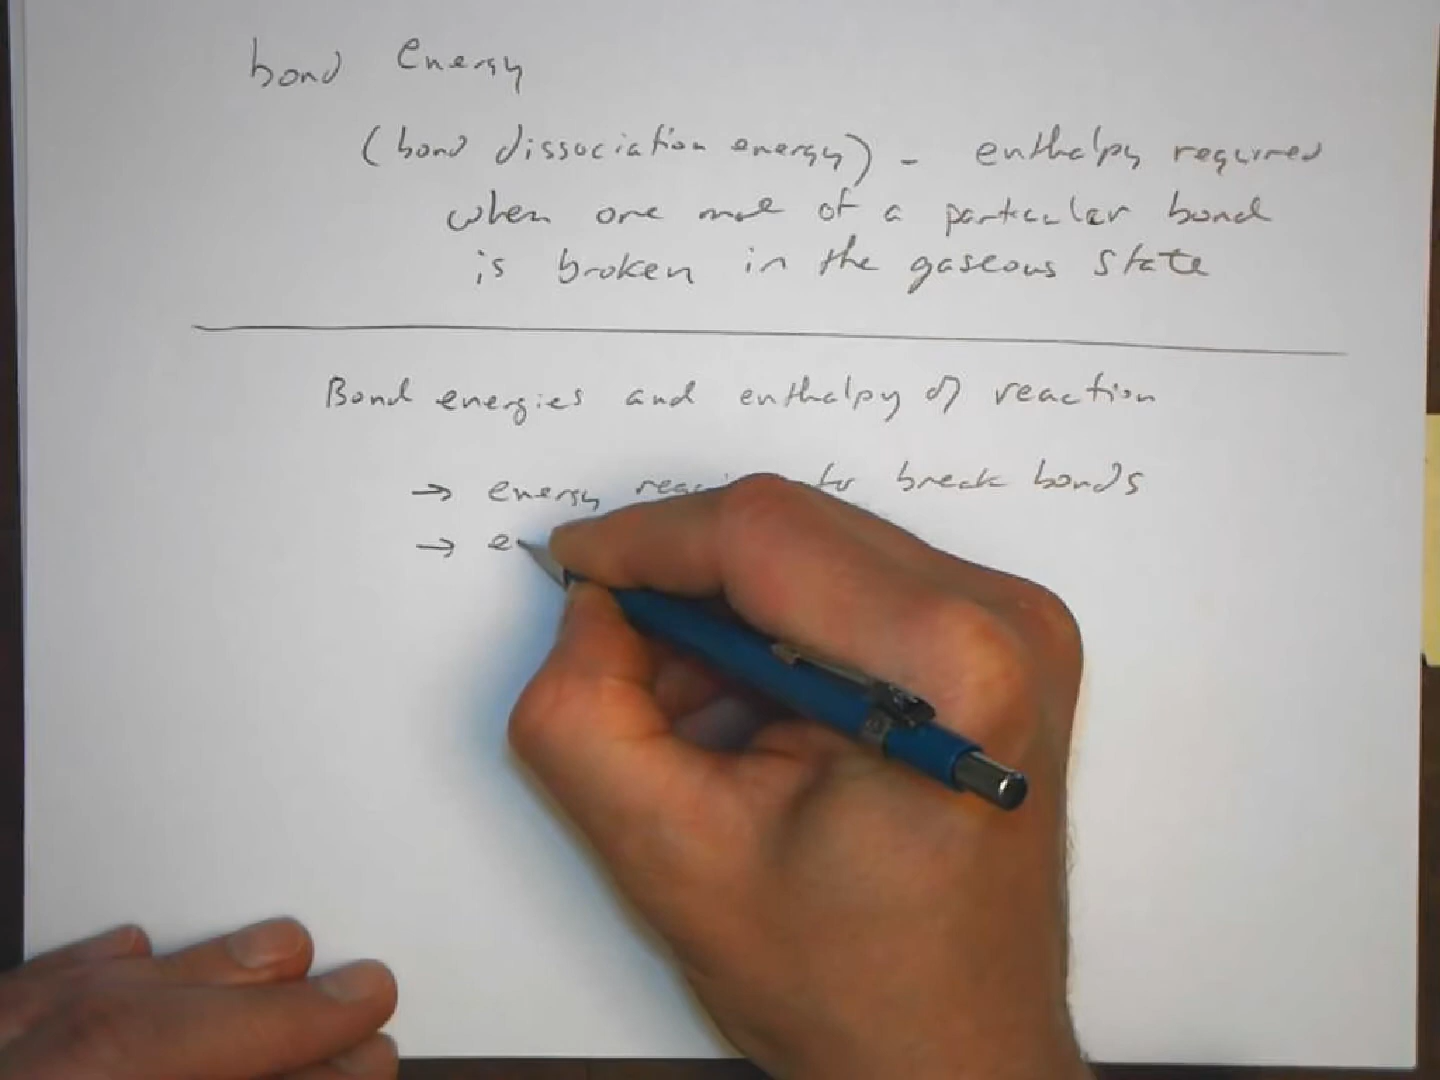 bond energy
(bond dissociation energy) - enthalpy required
when one mole of a particular bond
is broken in the gaseous state
Bond energies and enthalpy of reaction
→ energy to break bonds
→